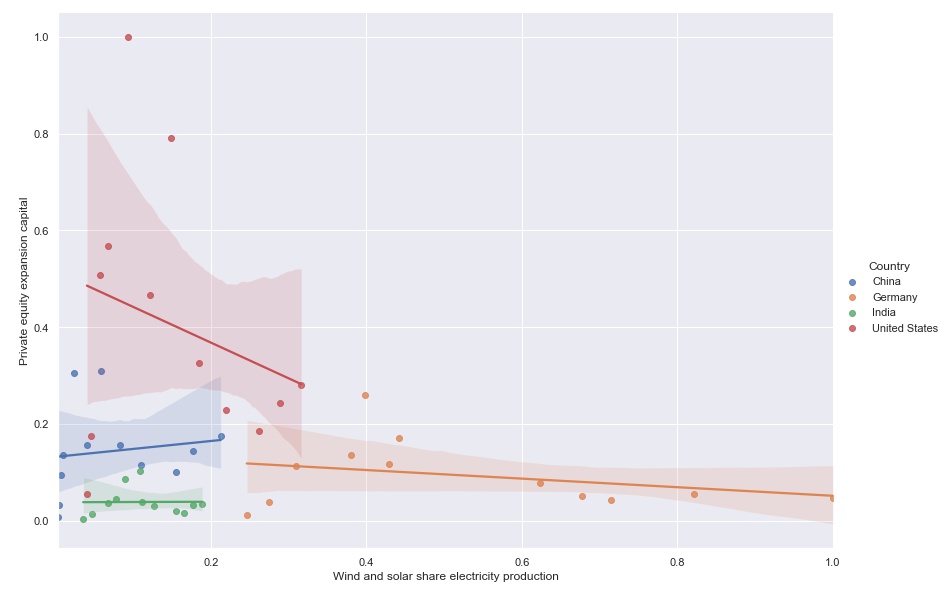 1.0
0.8
0.6
0.4
0.2
0.0
Private equity expansion capital
0.2
0.4
0.6
0.8
1.0
Wind and solar share electricity production
Country
China
Germany
India
United States